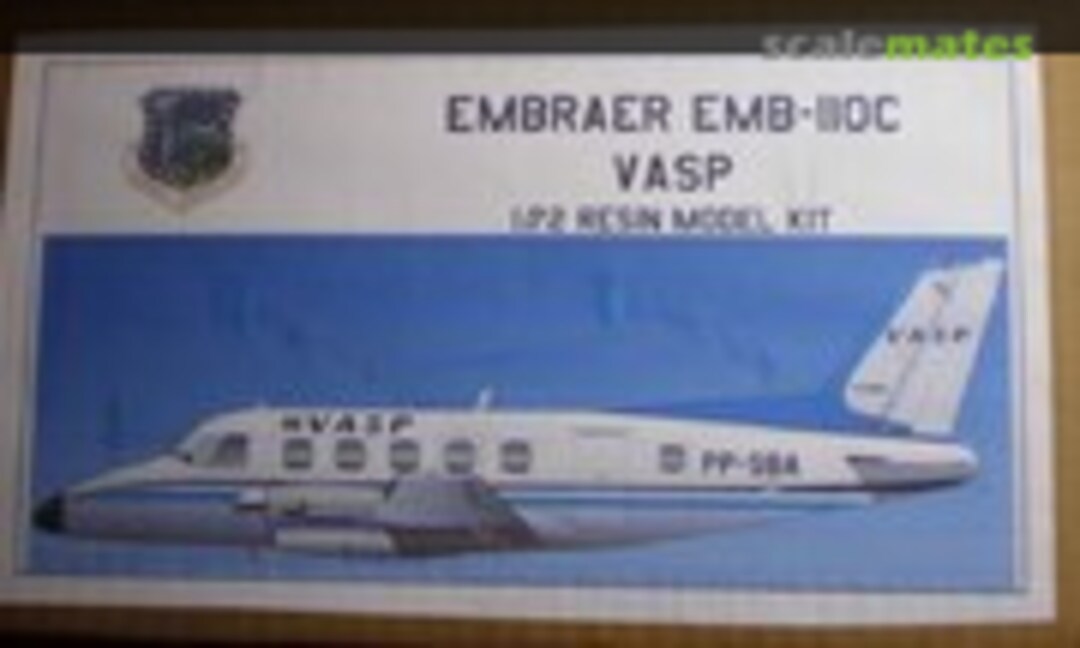 scalemates
EMBRAER EMB-110C
VASP
1/72 RESIN MODEL KIT
VASP
VASP
PP-SBA